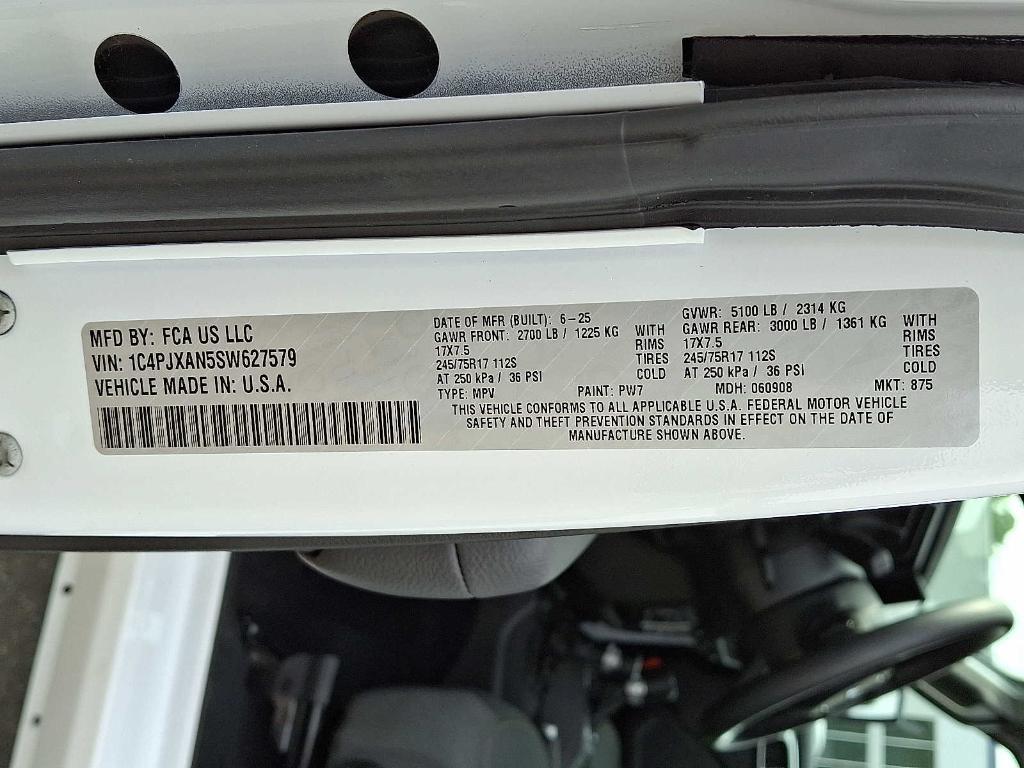 MFD BY: FCA US LLC
VIN: 1C4PJXAN5SW627579
VEHICLE MADE IN: U.S.A.
DATE OF MFR (BUILT): 6-25
GAWR FRONT: 2700 LB / 1225 KG WITH
17X7.5 RIMS
245/75R17 112S TIRES
AT 250 kPa / 36 PSI COLD
GVWR: 5100 LB / 2314 KG
GAWR REAR: 3000 LB / 1361 KG WITH
17X7.5 RIMS
245/75R17 112S TIRES
AT 250 kPa / 36 PSI COLD
TYPE: MPV PAINT: PW7 MDH: 060908 MKT: 875
THIS VEHICLE CONFORMS TO ALL APPLICABLE U.S.A. FEDERAL MOTOR VEHICLE
SAFETY AND THEFT PREVENTION STANDARDS IN EFFECT ON THE DATE OF
MANUFACTURE SHOWN ABOVE.